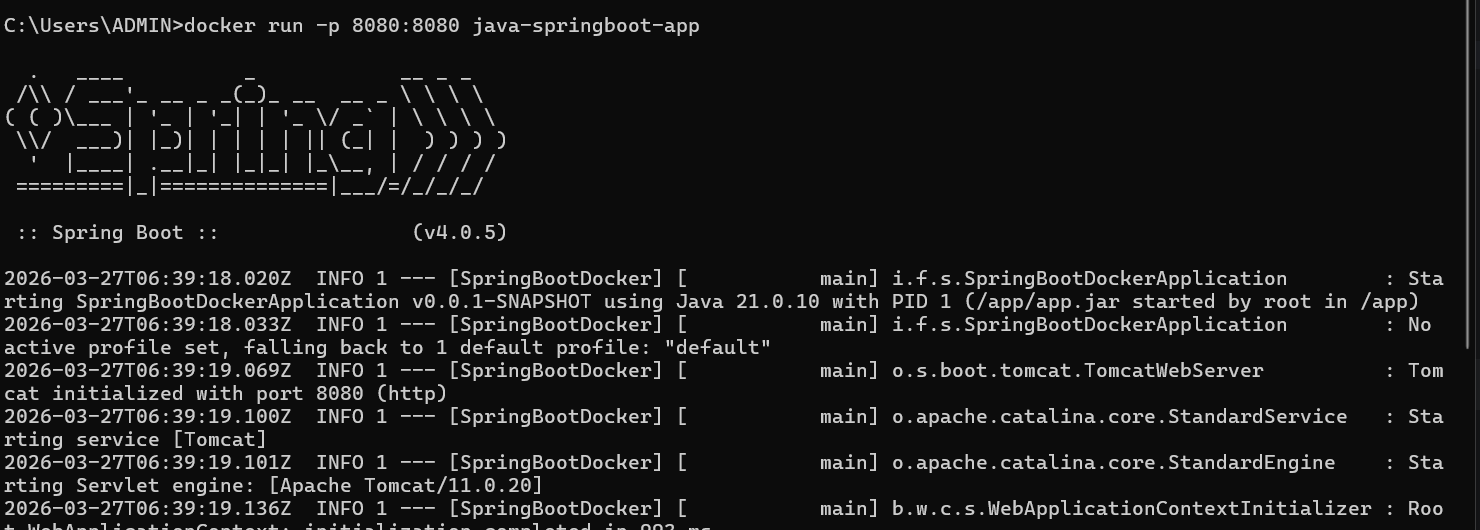 C:\Users\ADMIN>docker run -p 8080:8080 java-springboot-app
  .   ____          _            __ _ _
 /\\ / ___'_ __ _ _(_)_ __  __ _ \ \ \ \
( ( )\___ | '_ | '_| | '_ \/ _` | \ \ \ \
 \\/  ___)| |_)| | | | | || (_| |  ) ) ) )
  '  |____| .__|_| |_|_| |_\__, | / / / /
 =========|_|==============|___/=/_/_/_/
 :: Spring Boot ::                (v4.0.5)
2026-03-27T06:39:18.020Z  INFO 1 --- [SpringBootDocker] [           main] i.f.s.SpringBootDockerApplication        : Sta
rting SpringBootDockerApplication v0.0.1-SNAPSHOT using Java 21.0.10 with PID 1 (/app/app.jar started by root in /app)
2026-03-27T06:39:18.033Z  INFO 1 --- [SpringBootDocker] [           main] i.f.s.SpringBootDockerApplication        : No
active profile set, falling back to 1 default profile: "default"
2026-03-27T06:39:19.069Z  INFO 1 --- [SpringBootDocker] [           main] o.s.boot.tomcat.TomcatWebServer          : Tom
cat initialized with port 8080 (http)
2026-03-27T06:39:19.100Z  INFO 1 --- [SpringBootDocker] [           main] o.apache.catalina.core.StandardService   : Sta
rting service [Tomcat]
2026-03-27T06:39:19.101Z  INFO 1 --- [SpringBootDocker] [           main] o.apache.catalina.core.StandardEngine    : Sta
rting Servlet engine: [Apache Tomcat/11.0.20]
2026-03-27T06:39:19.136Z  INFO 1 --- [SpringBootDocker] [           main] b.w.c.s.WebApplicationContextInitializer : Roo
t WebApplicationContext: initialization completed in